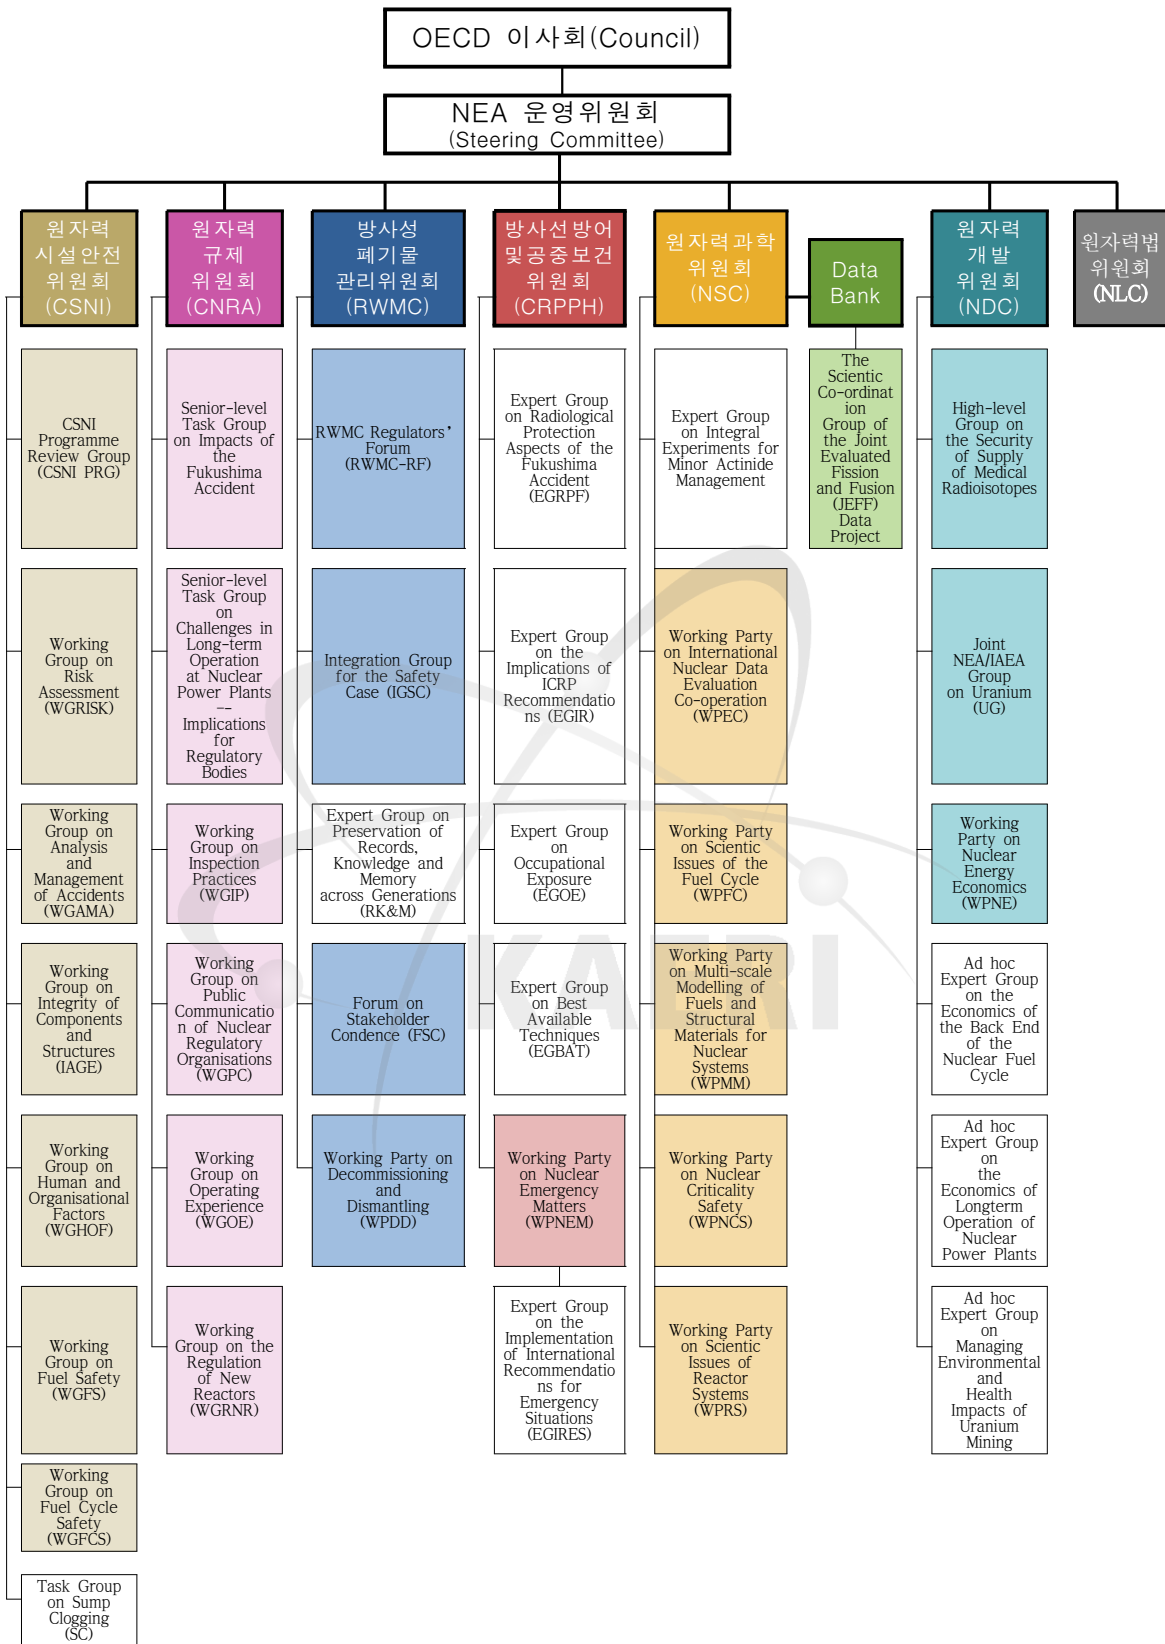 OECD 이사회(Council)
NEA 운영위원회
(Steering Committee)
원자력
시설안전
위원회
(CSNI)
원자력
규제
위원회
(CNRA)
방사성
폐기물
관리위원회
(RWMC)
방사선방어
및공중보건
위원회
(CRPPH)
원자력과학
위원회
(NSC)
Data
Bank
원자력
개발
위원회
(NDC)
원자력법
위원회
(NLC)
CSNI
Programme
Review Group
(CSNI PRG)
Senior-level
Task Group
on Impacts of
the
Fukushima
Accident
RWMC Regulators’
Forum
(RWMC-RF)
Expert Group
on Radiological
Protection
Aspects of the
Fukushima
Accident
(EGRPF)
Expert Group
on Integral
Experiments for
Minor Actinide
Management
The
Scientic
Co-ordinat
ion
Group of
the Joint
Evaluated
Fission
and Fusion
(JEFF)
Data
Project
High-level
Group on
the Security
of Supply
of Medical
Radioisotopes
Working
Group on
Risk
Assessment
(WGRISK)
Senior-level
Task Group
on
Challenges in
Long-term
Operation
at Nuclear
Power Plants
--
Implications
for
Regulatory
Bodies
Integration Group
for the Safety
Case (IGSC)
Expert Group
on the
Implications of
ICRP
Recommendatio
ns (EGIR)
Working Party
on International
Nuclear Data
Evaluation
Co-operation
(WPEC)
Joint
NEA/IAEA
Group
on Uranium
(UG)
Working
Group on
Analysis
and
Management
of Accidents
(WGAMA)
Working
Group on
Inspection
Practices
(WGIP)
Expert Group on
Preservation of
Records,
Knowledge and
Memory
across Generations
(RK&M)
Expert Group
on
Occupational
Exposure
(EGOE)
Working Party
on Scientic
Issues of the
Fuel Cycle
(WPFC)
Working
Party on
Nuclear
Energy
Economics
(WPNE)
Working
Group on
Integrity of
Components
and
Structures
(IAGE)
Working
Group on
Public
Communicatio
n of Nuclear
Regulatory
Organisations
(WGPC)
Forum on
Stakeholder
Condence (FSC)
Expert Group
on Best
Available
Techniques
(EGBAT)
Working Party
on Multi-scale
Modelling of
Fuels and
Structural
Materials for
Nuclear
Systems
(WPMM)
Ad hoc
Expert Group
on the
Economics of
the Back End
of the
Nuclear Fuel
Cycle
Working
Group on
Human and
Organisational
Factors
(WGHOF)
Working
Group on
Operating
Experience
(WGOE)
Working Party on
Decommissioning
and
Dismantling
(WPDD)
Working Party
on Nuclear
Emergency
Matters
(WPNEM)
Working Party
on Nuclear
Criticality
Safety
(WPNCS)
Ad hoc
Expert Group
on
the
Economics of
Longterm
Operation of
Nuclear
Power Plants
Working
Group on
Fuel Safety
(WGFS)
Working
Group on the
Regulation
of New
Reactors
(WGRNR)
Expert Group
on the
Implementation
of International
Recommendatio
ns for
Emergency
Situations
(EGIRES)
Working Party
on Scientic
Issues of
Reactor
Systems
(WPRS)
Ad hoc
Expert Group
on
Managing
Environmental
and
Health
Impacts of
Uranium
Mining
Working
Group on
Fuel Cycle
Safety
(WGFCS)
Task Group
on Sump
Clogging
(SC)
KAERI